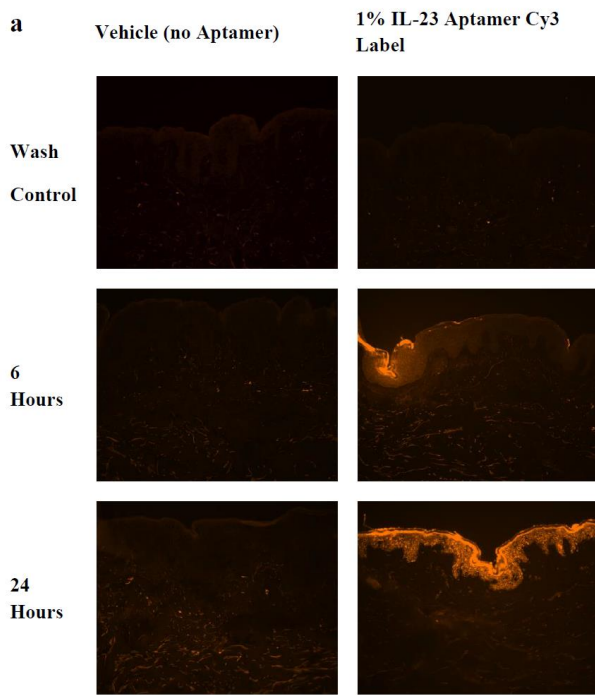 a
Vehicle (no Aptamer)
1% IL-23 Aptamer Cy3
Label
Wash
Control
6
Hours
24
Hours